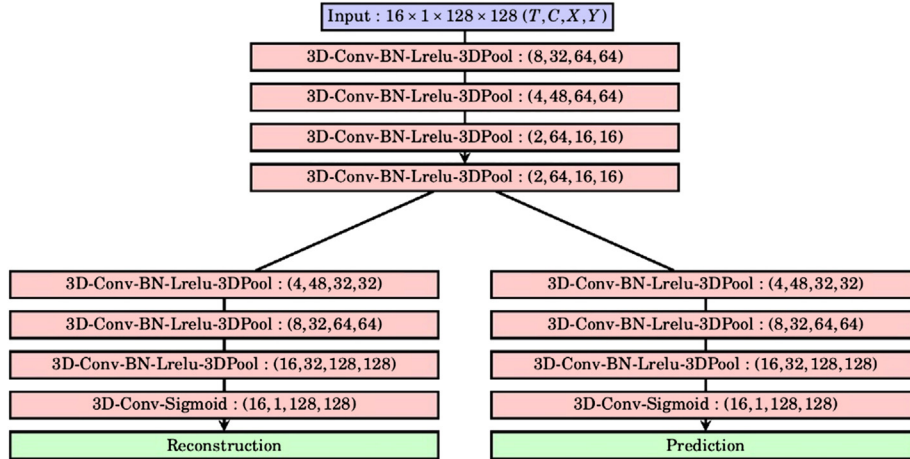 Input : 16 × 1 × 128 × 128 (T,C,X,Y)
3D-Conv-BN-Lrelu-3DPool : (8,32,64,64)
3D-Conv-BN-Lrelu-3DPool : (4,48,64,64)
3D-Conv-BN-Lrelu-3DPool : (2,64,16,16)
3D-Conv-BN-Lrelu-3DPool : (2,64,16,16)
3D-Conv-BN-Lrelu-3DPool : (4,48,32,32)
3D-Conv-BN-Lrelu-3DPool : (8,32,64,64)
3D-Conv-BN-Lrelu-3DPool : (16,32,128,128)
3D-Conv-Sigmoid : (16,1,128,128)
Reconstruction
3D-Conv-BN-Lrelu-3DPool : (4,48,32,32)
3D-Conv-BN-Lrelu-3DPool : (8,32,64,64)
3D-Conv-BN-Lrelu-3DPool : (16,32,128,128)
3D-Conv-Sigmoid : (16,1,128,128)
Prediction